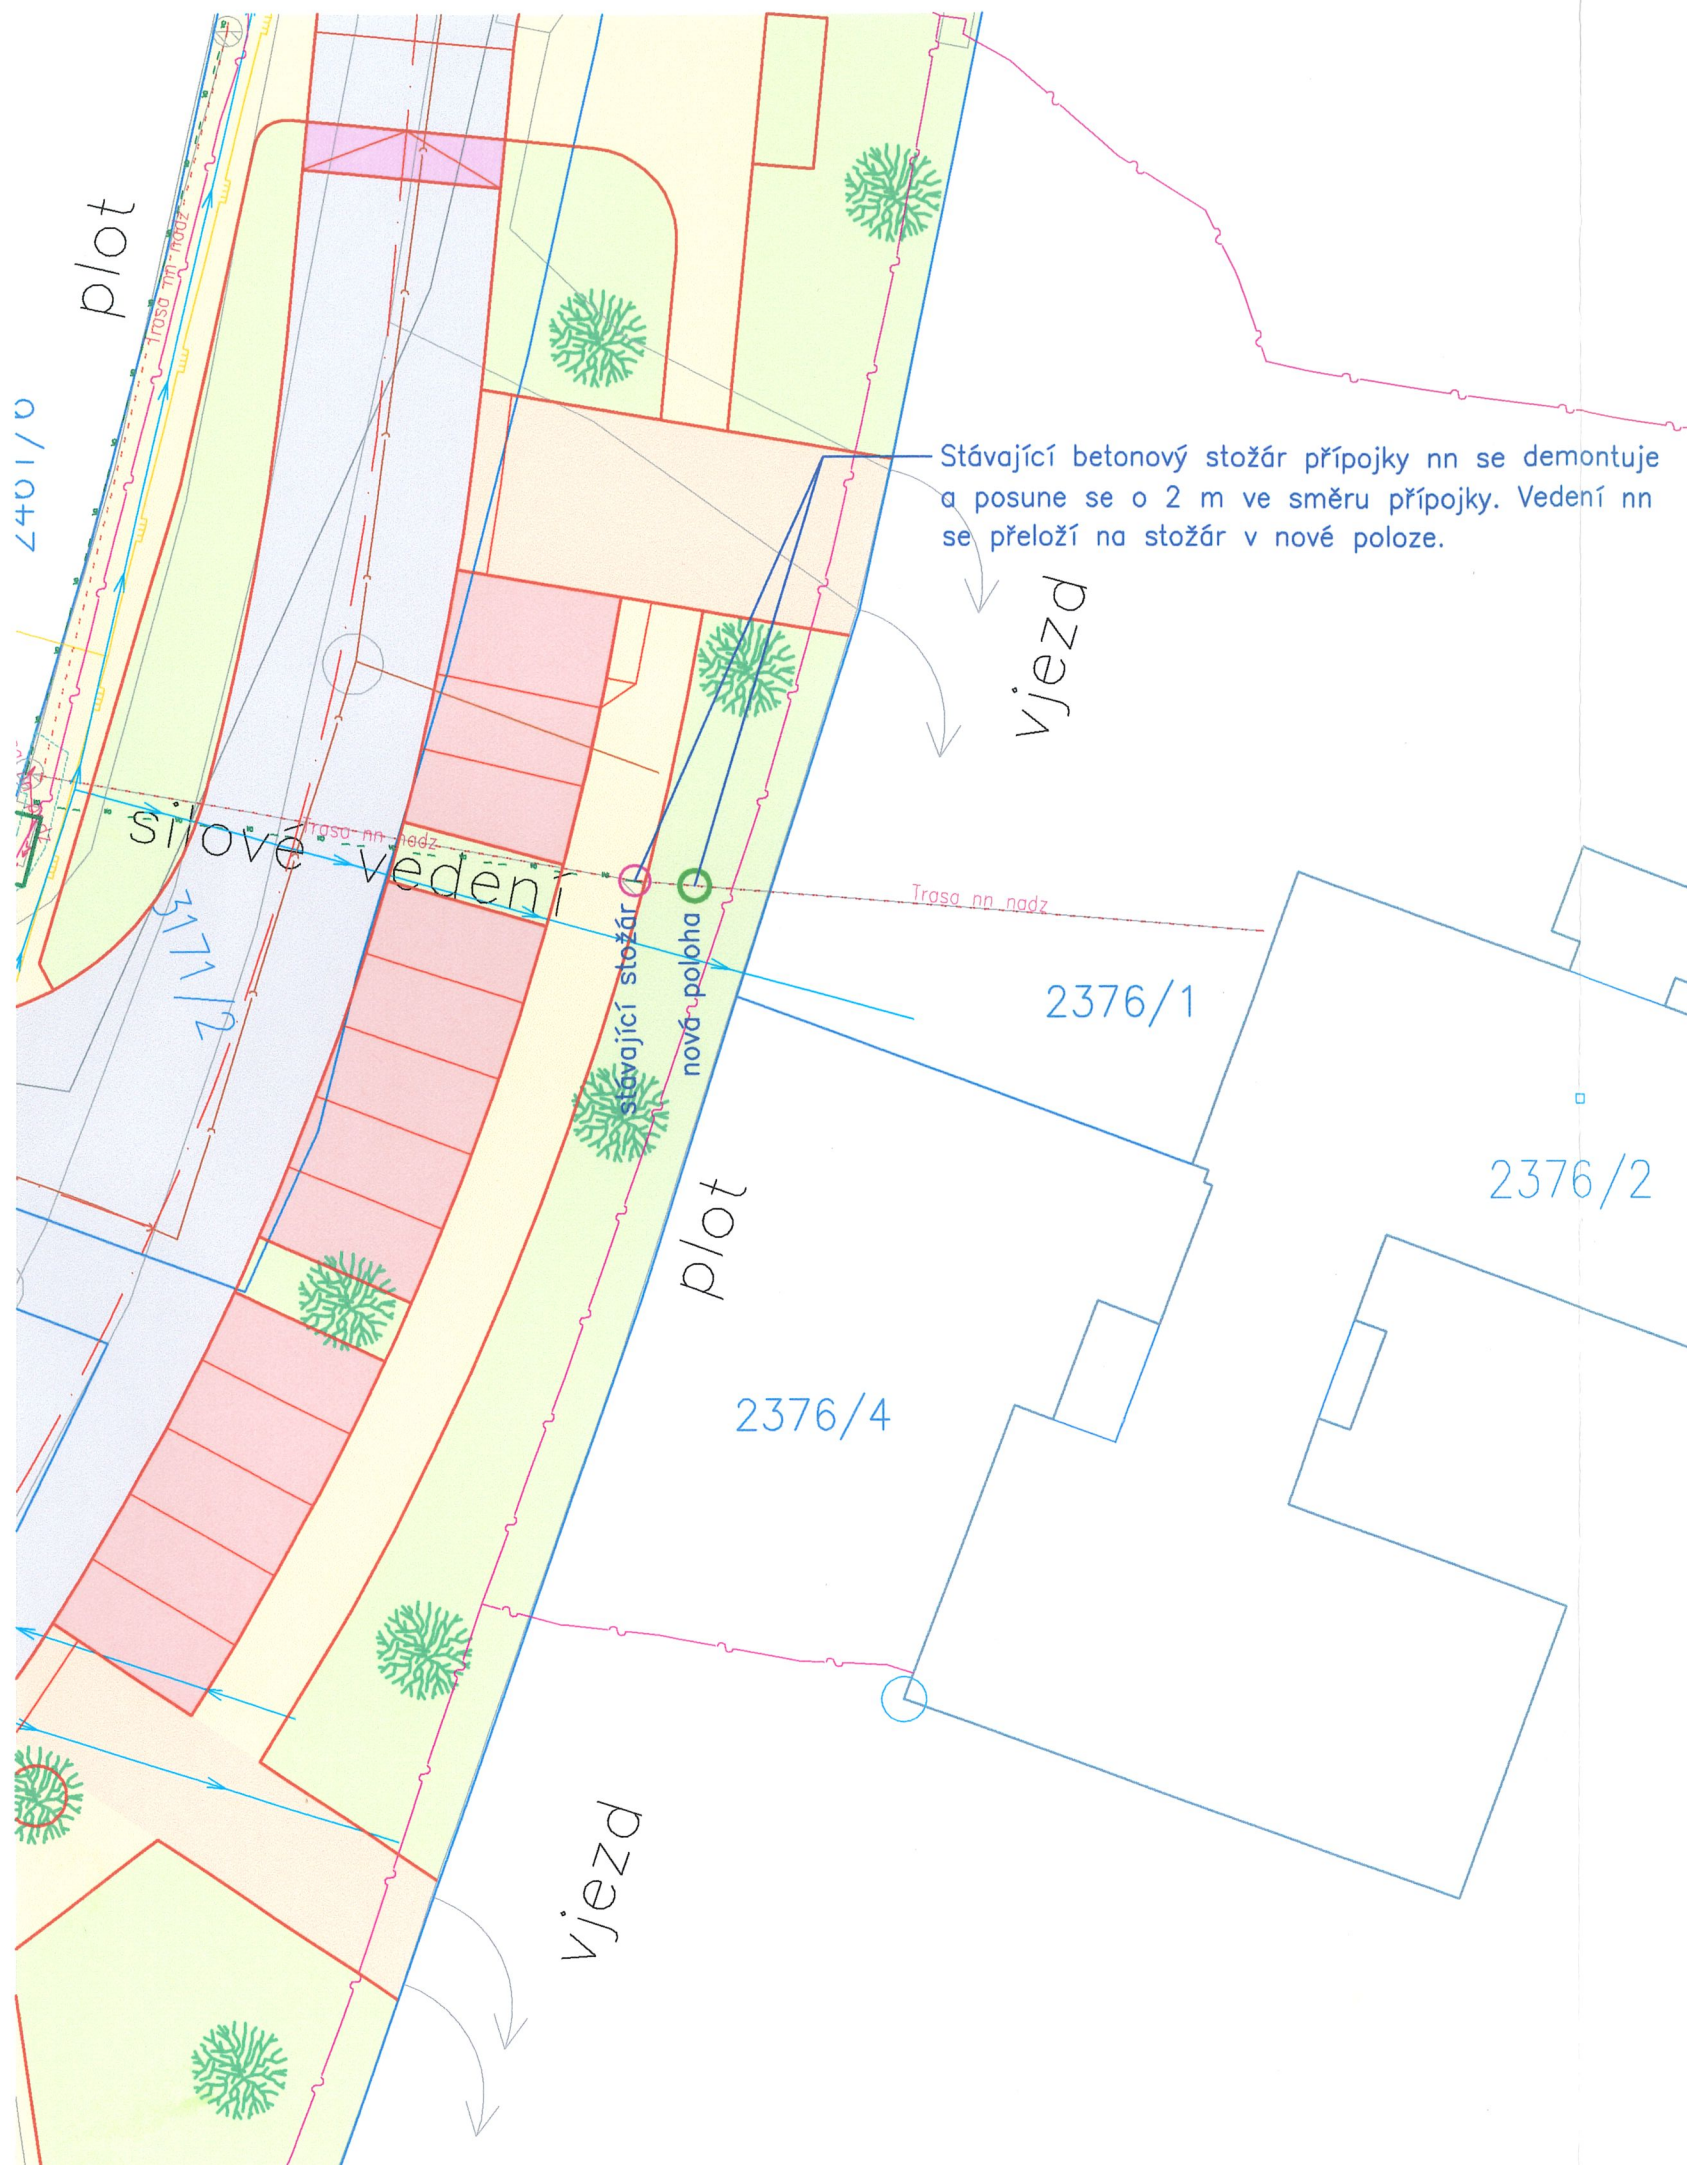 plot
Trasa nn nadz
Stávající betonový stožár přípojky nn se demontuje
a posune se o 2 m ve směru přípojky. Vedení nn
se přeloží na stožár v nové poloze.
vjezd
Trasa nn nadz
silové vedení
Trasa nn nadz
stávající stožár
nová poloha
2376/1
2376/2
plot
2376/4
vjezd